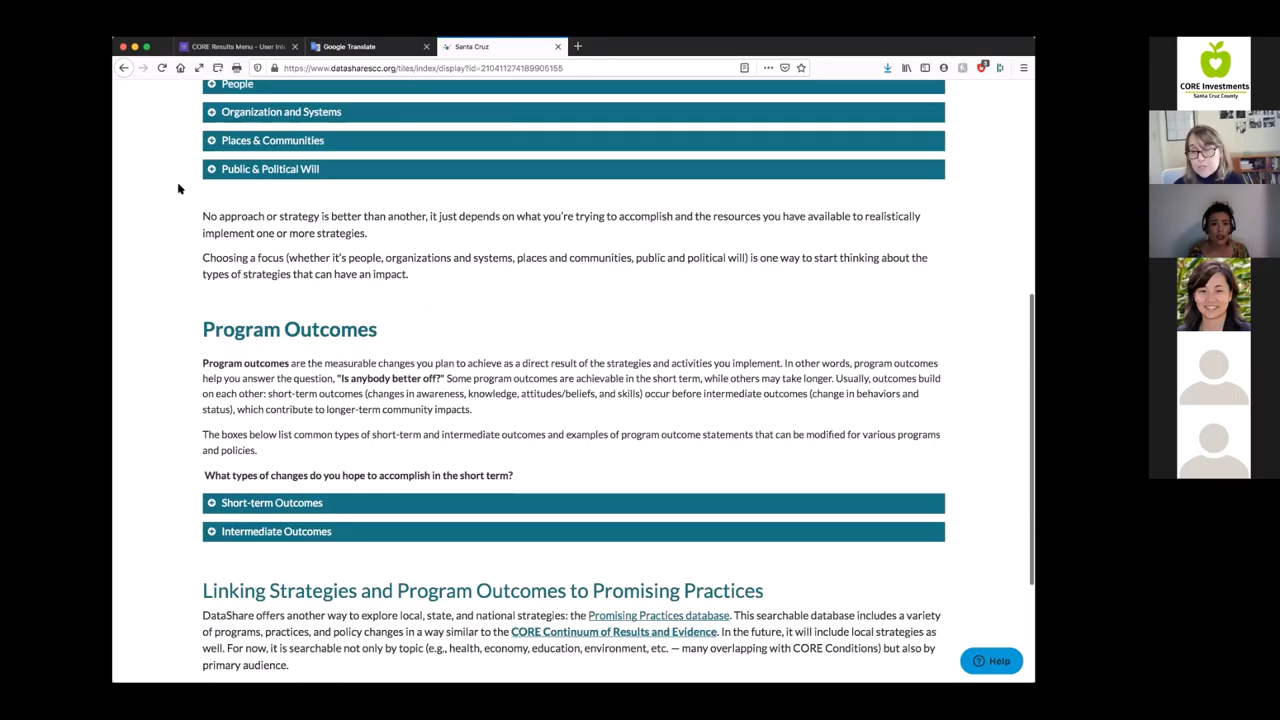 CORE Results Menu - User Inte
Google Translate
Santa Cruz
https://www.datasharescc.org/tiles/index/display?id=210411274189905155
People
Organization and Systems
Places & Communities
Public & Political Will
No approach or strategy is better than another, it just depends on what you're trying to accomplish and the resources you have available to realistically
implement one or more strategies.
Choosing a focus (whether it's people, organizations and systems, places and communities, public and political will) is one way to start thinking about the
types of strategies that can have an impact.
Program Outcomes
Program outcomes are the measurable changes you plan to achieve as a direct result of the strategies and activities you implement. In other words, program outcomes
help you answer the question, "Is anybody better off?" Some program outcomes are achievable in the short term, while others may take longer. Usually, outcomes build
on each other: short-term outcomes (changes in awareness, knowledge, attitudes/beliefs, and skills) occur before intermediate outcomes (change in behaviors and
status), which contribute to longer-term community impacts.
The boxes below list common types of short-term and intermediate outcomes and examples of program outcome statements that can be modified for various programs
and policies.
What types of changes do you hope to accomplish in the short term?
Short-term Outcomes
Intermediate Outcomes
Linking Strategies and Program Outcomes to Promising Practices
DataShare offers another way to explore local, state, and national strategies: the Promising Practices database. This searchable database includes a variety
of programs, practices, and policy changes in a way similar to the CORE Continuum of Results and Evidence. In the future, it will include local strategies as
well. For now, it is searchable not only by topic (e.g., health, economy, education, environment, etc. — many overlapping with CORE Conditions) but also by
primary audience.
Help
CORE Investments
Santa Cruz County